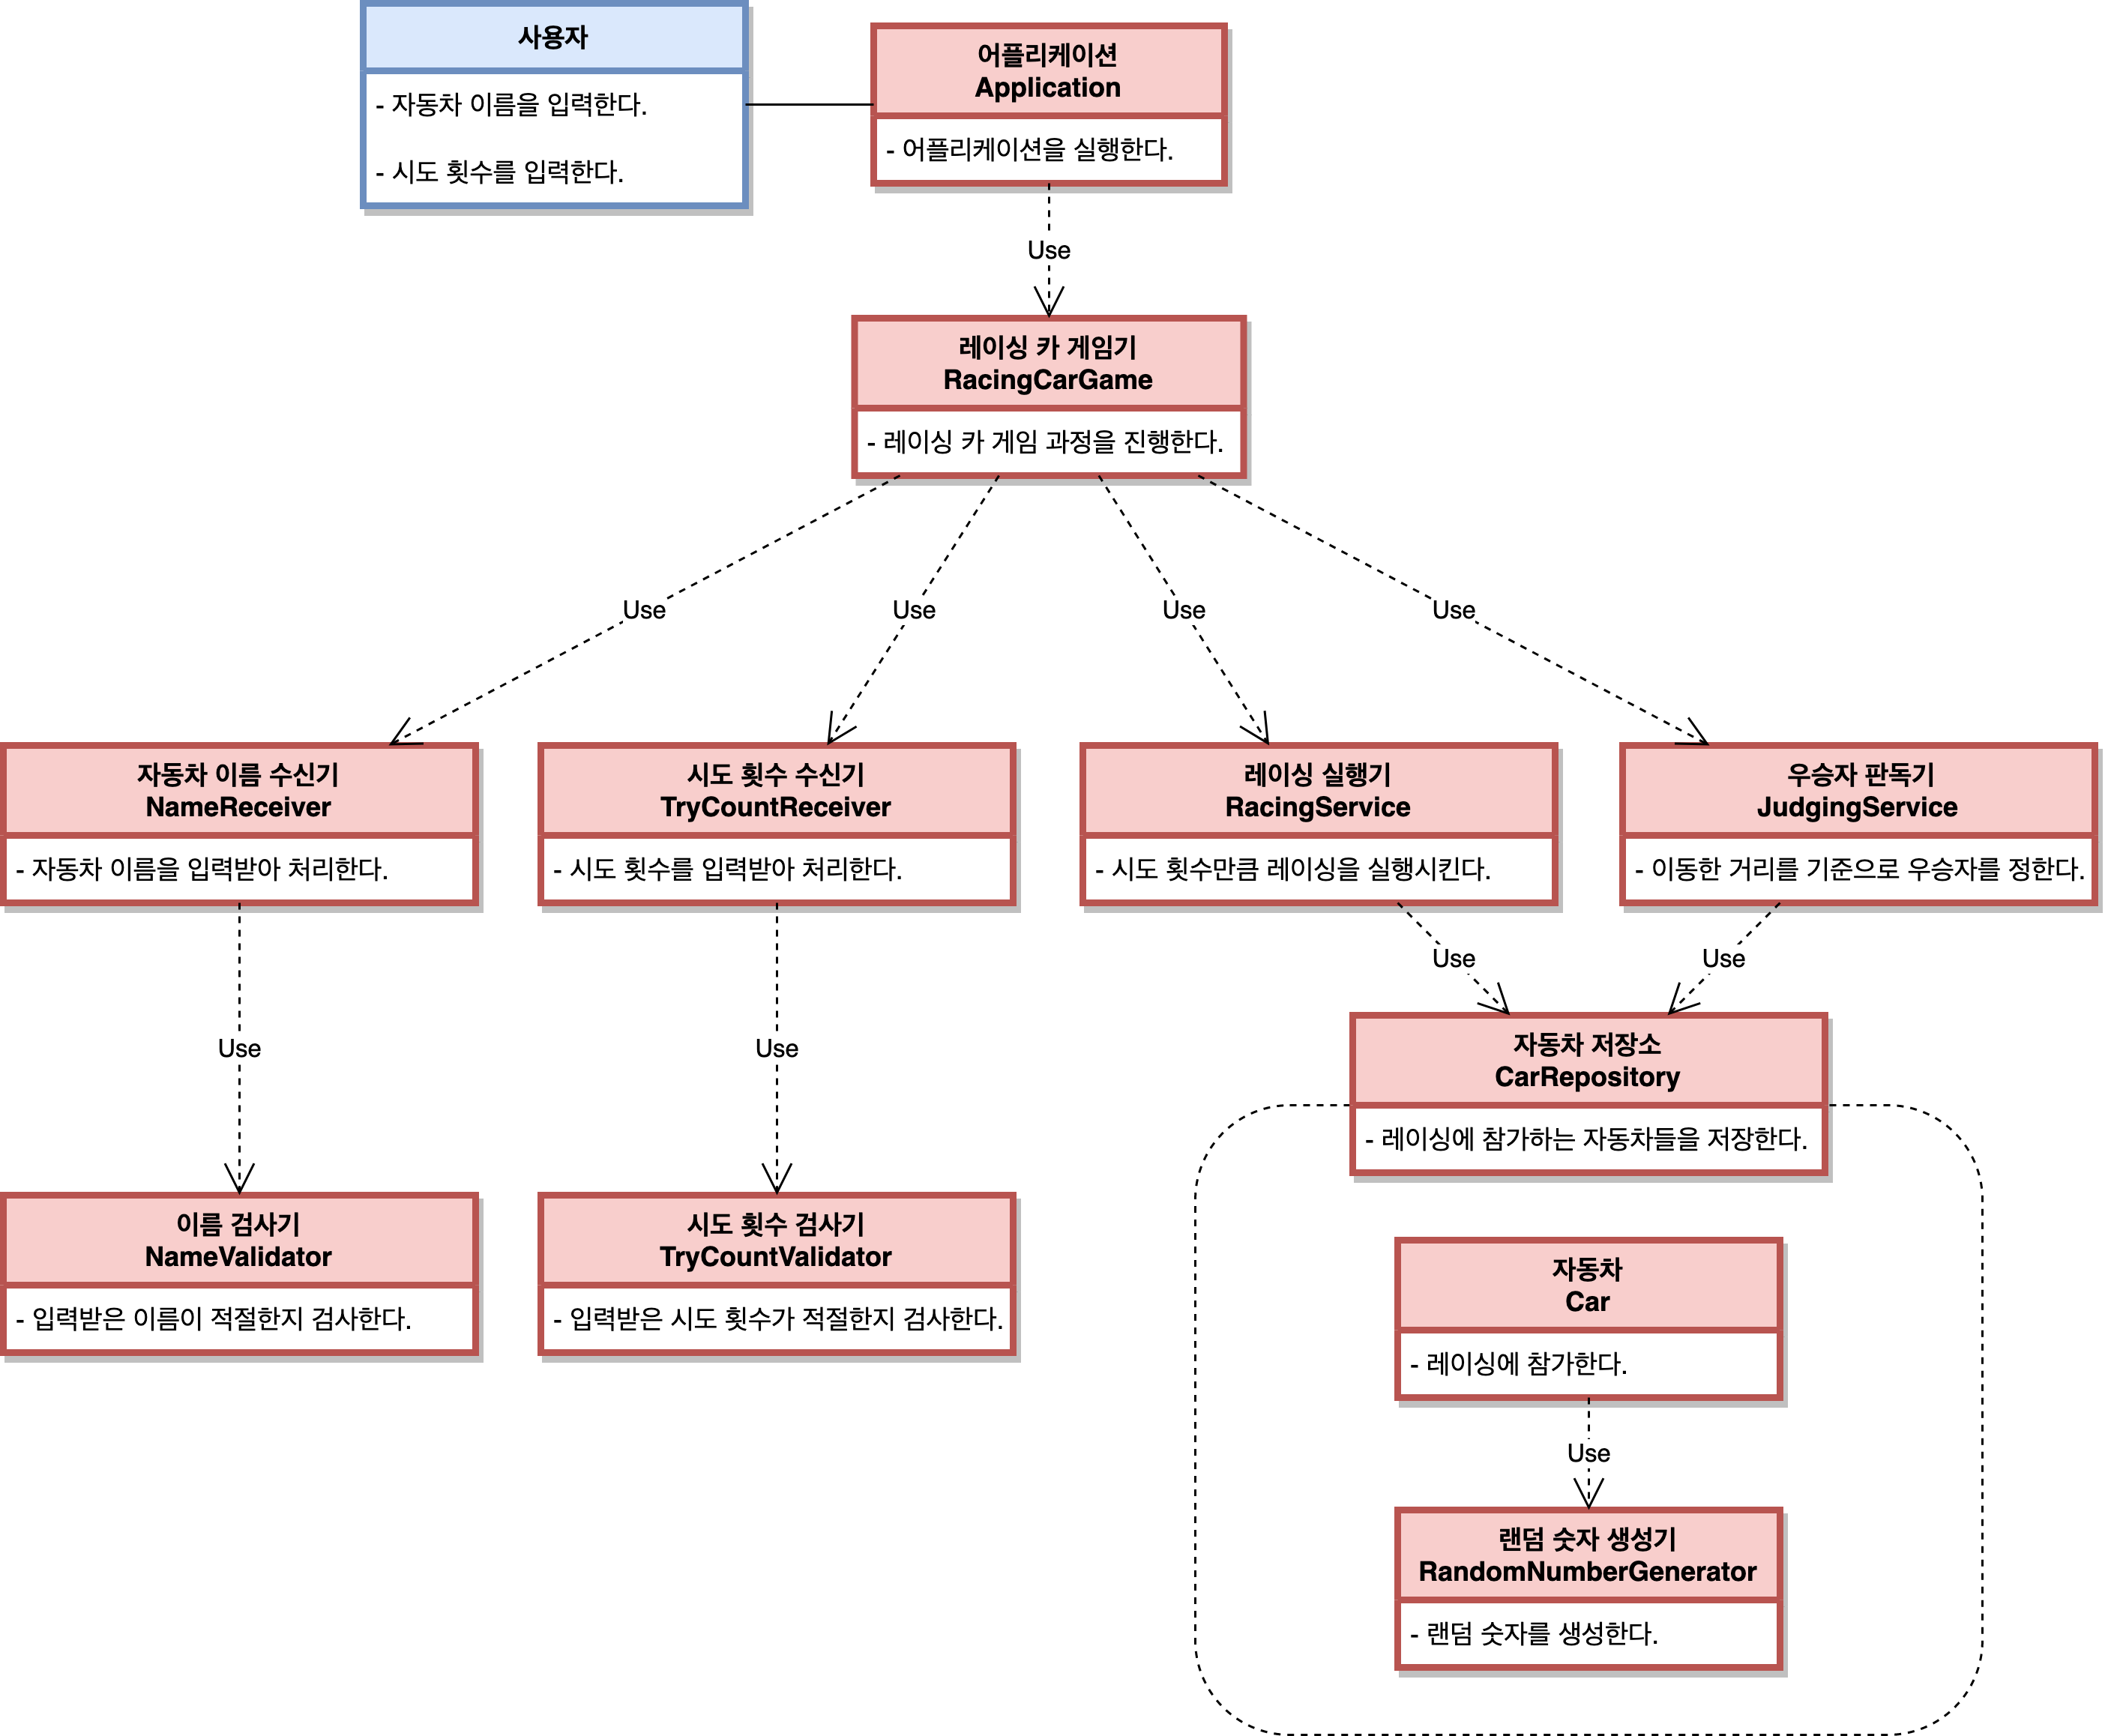 사용자
- 자동차 이름을 입력한다.
- 시도 횟수를 입력한다.
어플리케이션
Application
- 어플리케이션을 실행한다.
Use
레이싱 카 게임기
RacingCarGame
- 레이싱 카 게임 과정을 진행한다.
Use
Use
Use
Use
자동차 이름 수신기
NameReceiver
- 자동차 이름을 입력받아 처리한다.
시도 횟수 수신기
TryCountReceiver
- 시도 횟수를 입력받아 처리한다.
레이싱 실행기
RacingService
- 시도 횟수만큼 레이싱을 실행시킨다.
우승자 판독기
JudgingService
- 이동한 거리를 기준으로 우승자를 정한다.
Use
Use
Use
Use
자동차 저장소
CarRepository
- 레이싱에 참가하는 자동차들을 저장한다.
이름 검사기
NameValidator
- 입력받은 이름이 적절한지 검사한다.
시도 횟수 검사기
TryCountValidator
- 입력받은 시도 횟수가 적절한지 검사한다.
자동차
Car
- 레이싱에 참가한다.
Use
랜덤 숫자 생성기
RandomNumberGenerator
- 랜덤 숫자를 생성한다.